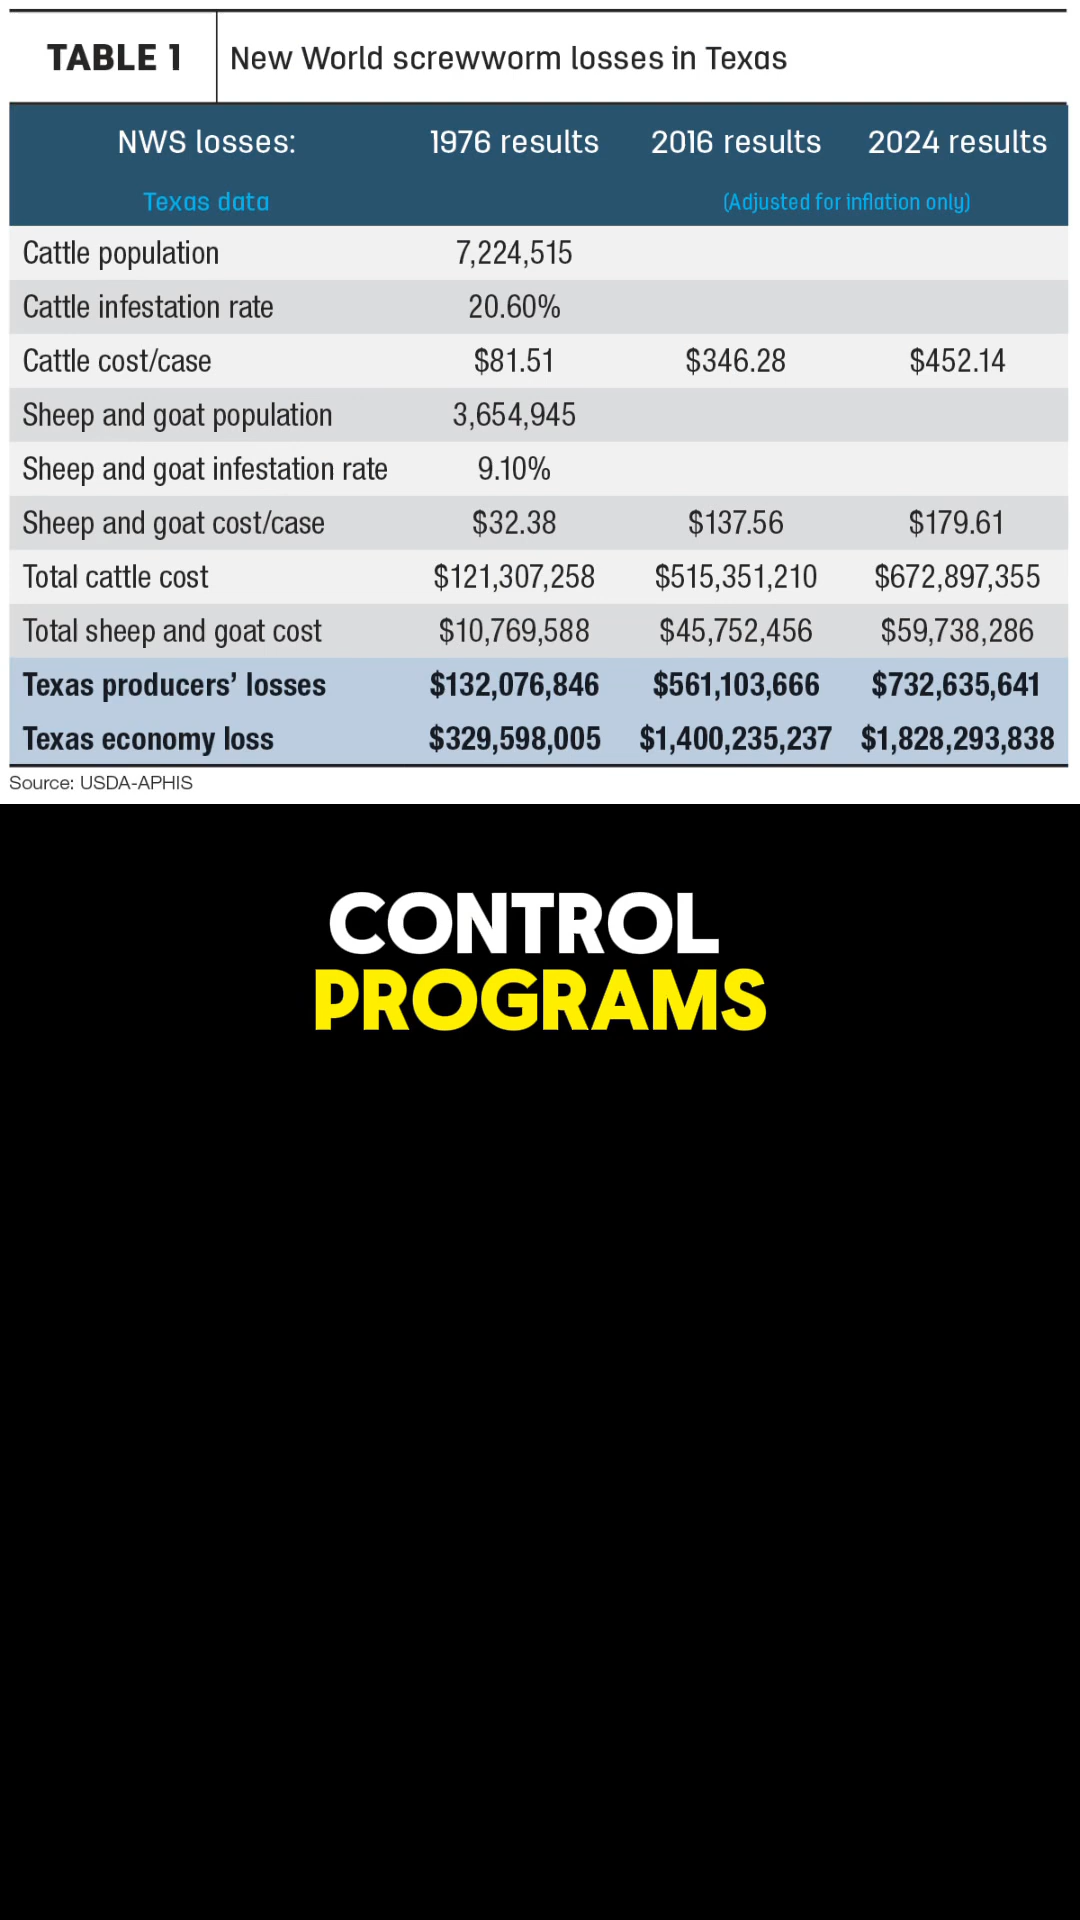 TABLE 1 New World screwworm losses in Texas
NWS losses: 1976 results 2016 results 2024 results
Texas data (Adjusted for inflation only)
Cattle population 7,224,515
Cattle infestation rate 20.60%
Cattle cost/case $81.51 $346.28 $452.14
Sheep and goat population 3,654,945
Sheep and goat infestation rate 9.10%
Sheep and goat cost/case $32.38 $137.56 $179.61
Total cattle cost $121,307,258 $515,351,210 $672,897,355
Total sheep and goat cost $10,769,588 $45,752,456 $59,738,286
Texas producers’ losses $132,076,846 $561,103,666 $732,635,641
Texas economy loss $329,598,005 $1,400,235,237 $1,828,293,838
Source: USDA-APHIS
CONTROL
PROGRAMS